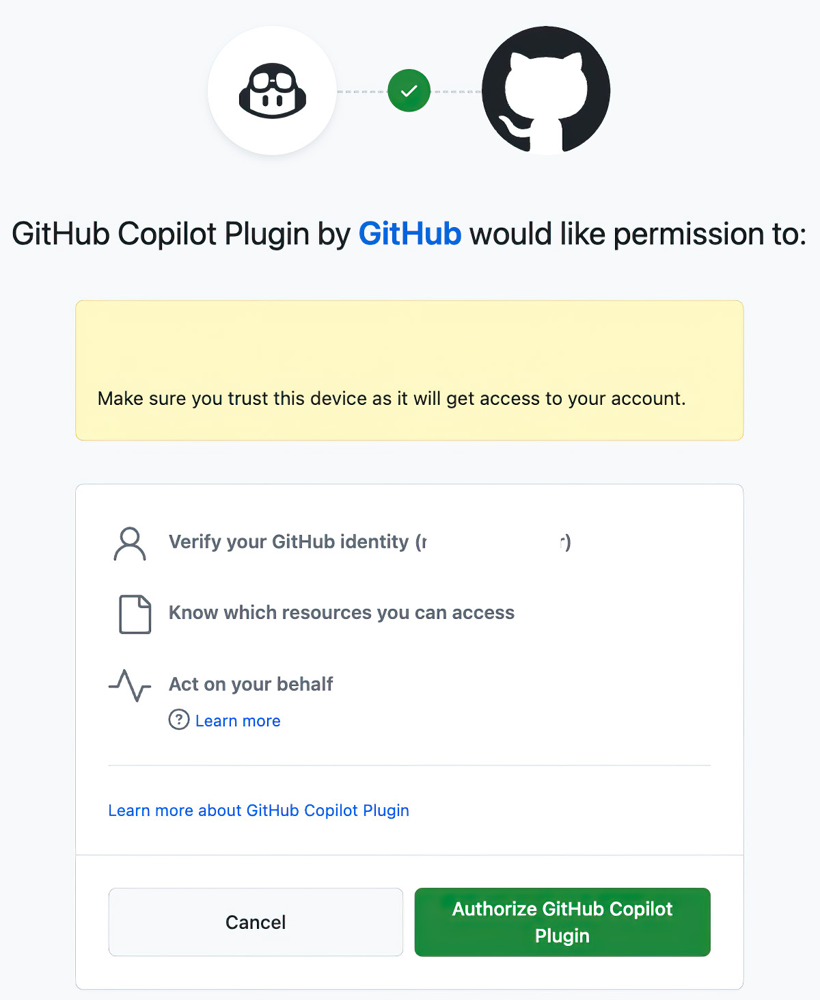 GitHub Copilot Plugin by GitHub would like permission to:
Make sure you trust this device as it will get access to your account.
Verify your GitHub identity (r r)
Know which resources you can access
Act on your behalf
Learn more
Learn more about GitHub Copilot Plugin
Cancel
Authorize GitHub Copilot
Plugin